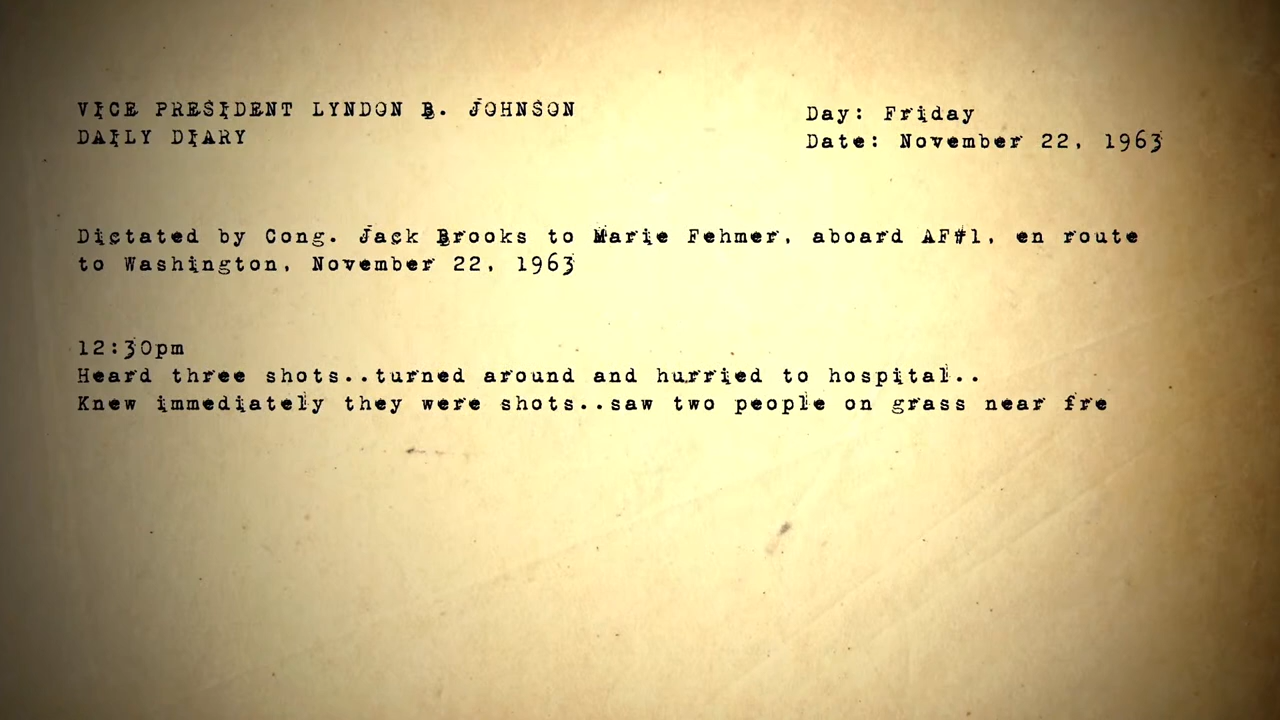 VICE PRESIDENT LYNDON B. JOHNSON
DAILY DIARY
Day: Friday
Date: November 22, 1963
Dictated by Cong. Jack Brooks to Marie Fehmer, aboard AF#1, en route
to Washington, November 22, 1963
12:30pm
Heard three shots..turned around and hurried to hospital..
Knew immediately they were shots..saw two people on grass near fre